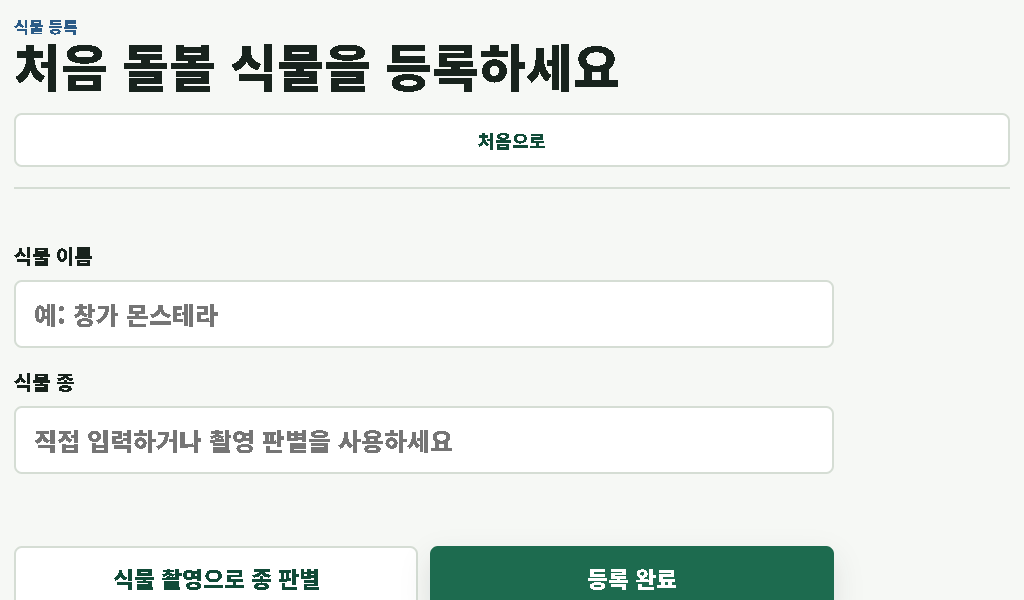 식물 등록
처음 돌볼 식물을 등록하세요
처음으로
식물 이름
예: 창가 몬스테라
식물 종
직접 입력하거나 촬영 판별을 사용하세요
식물 촬영으로 종 판별
등록 완료